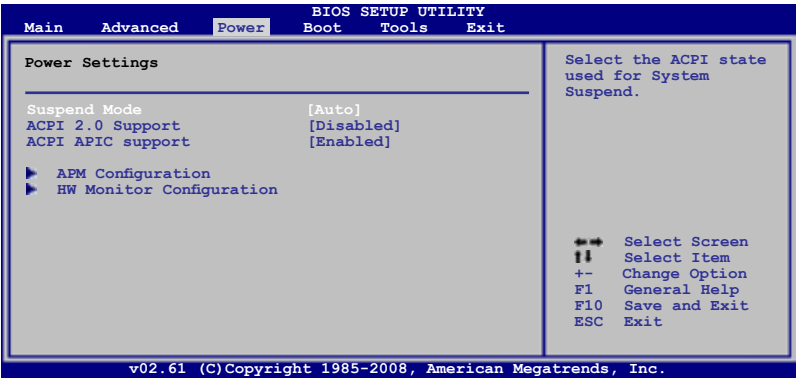 BIOS SETUP UTILITY
Main Advanced Power Boot Tools Exit
Power Settings
Suspend Mode [Auto]
ACPI 2.0 Support [Disabled]
ACPI APIC support [Enabled]
APM Configuration
HW Monitor Configuration
Select the ACPI state
used for System
Suspend.
Select Screen
Select Item
+- Change Option
F1 General Help
F10 Save and Exit
ESC Exit
v02.61 (C)Copyright 1985-2008, American Megatrends, Inc.